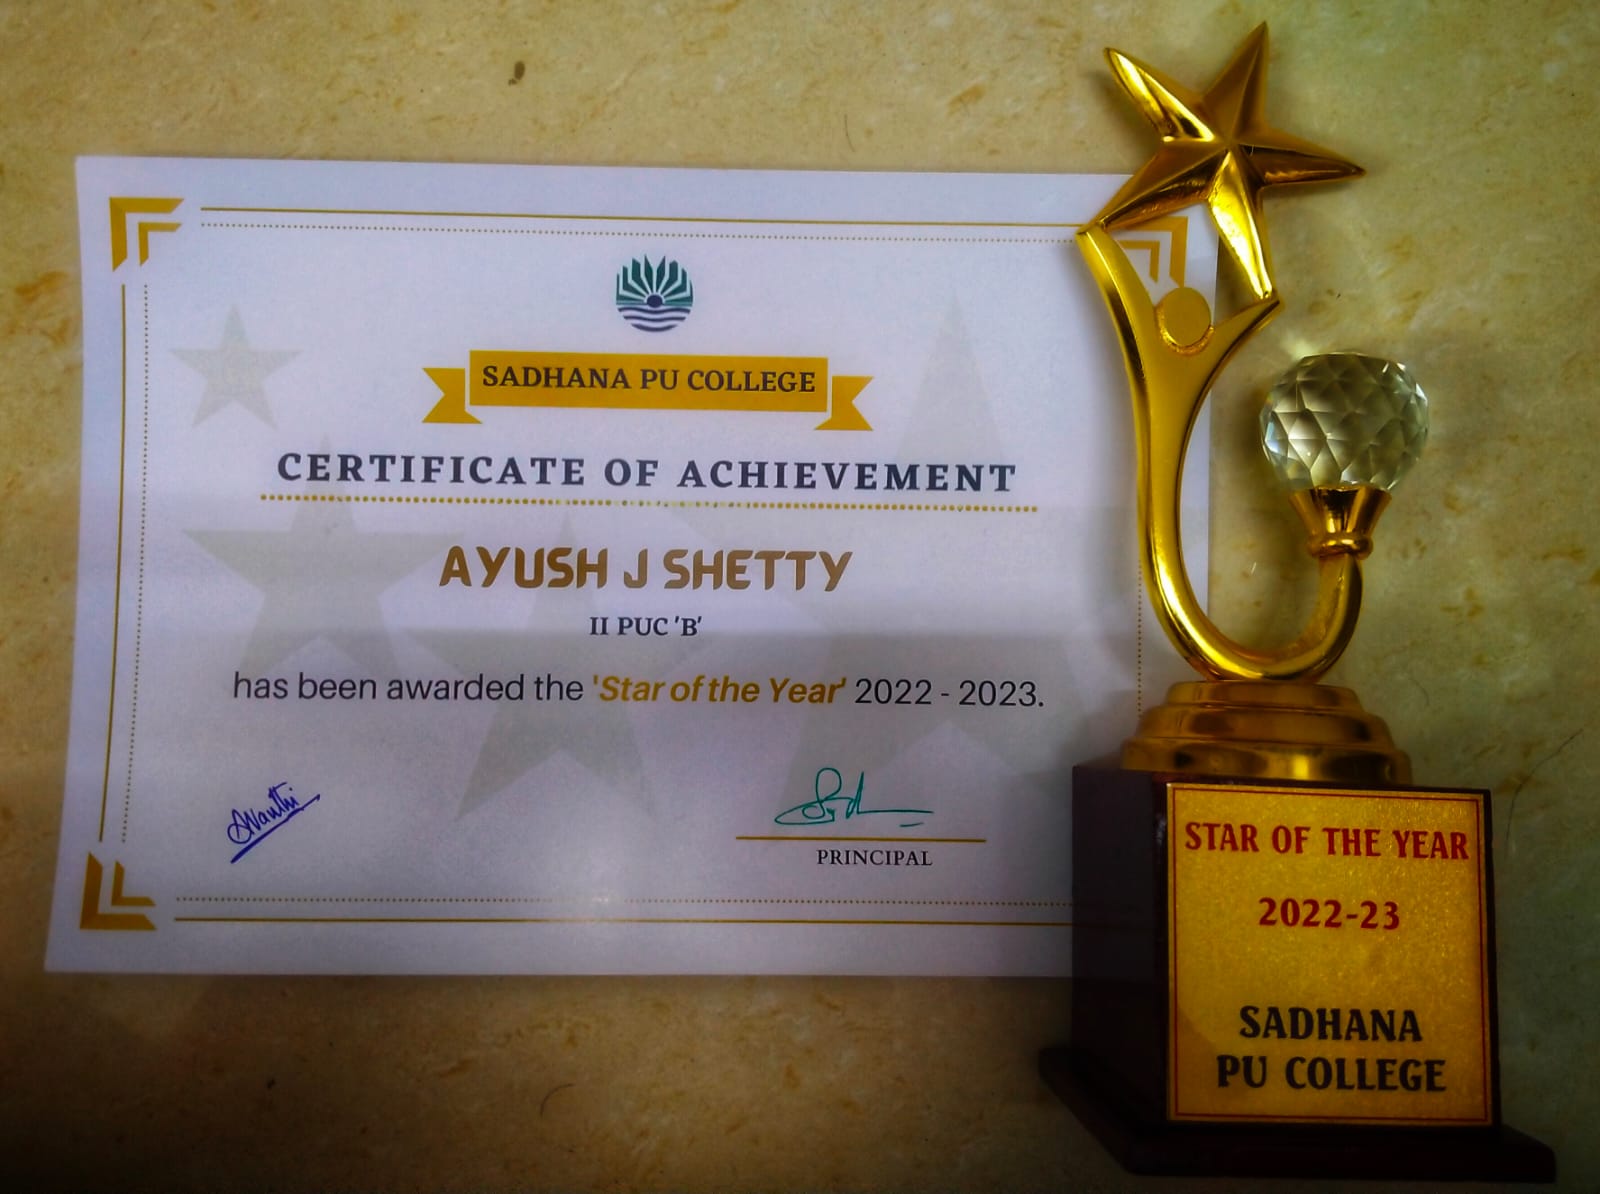 SADHANA PU COLLEGE
CERTIFICATE OF ACHIEVEMENT
AYUSH J SHETTY
II PUC 'B'
has been awarded the 'Star of the Year' 2022 - 2023.
PRINCIPAL
STAR OF THE YEAR
2022-23
SADHANA
PU COLLEGE